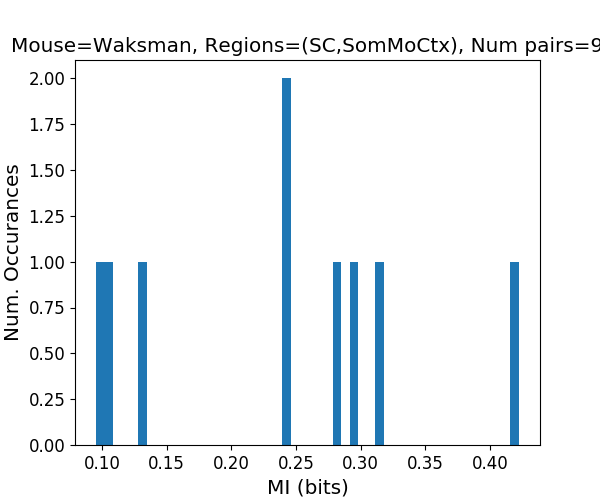 Mouse=Waksman, Regions=(SC,SomMoCtx), Num pairs=9
2.00
1.75
1.50
1.25
1.00
0.75
0.50
0.25
0.00
Num. Occurances
0.10 0.15 0.20 0.25 0.30 0.35 0.40
MI (bits)